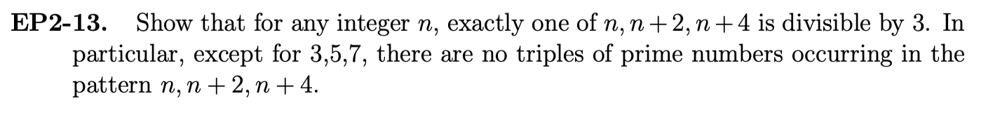 EP2-13. Show that for any integer n, exactly one of n, n + 2, n + 4 is divisible by 3. In
particular, except for 3,5,7, there are no triples of prime numbers occurring in the
pattern n, n + 2, n + 4.